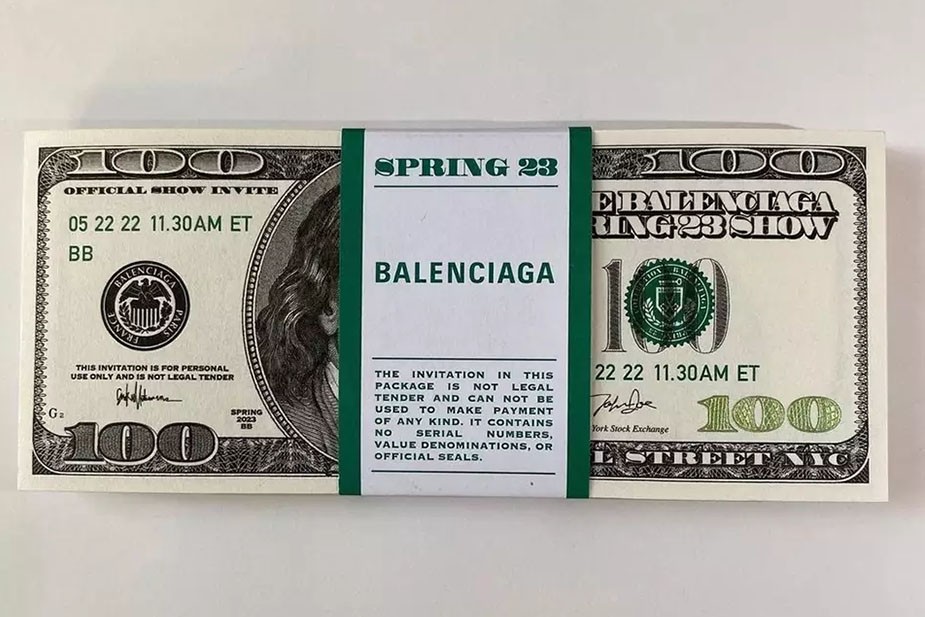 100
OFFICIAL SHOW INVITE
05 22 22 11.30AM ET
BB
BALENCIAGA
PARIS
FRANCE
THIS INVITATION IS FOR PERSONAL
USE ONLY AND IS NOT LEGAL TENDER
G2
SPRING
2023
BB
100
SPRING 23
BALENCIAGA
THE INVITATION IN THIS
PACKAGE IS NOT LEGAL
TENDER AND CAN NOT BE
USED TO MAKE PAYMENT
OF ANY KIND. IT CONTAINS
NO SERIAL NUMBERS,
VALUE DENOMINATIONS, OR
OFFICIAL SEALS.
100
E BALENCIAGA
RING 23 SHOW
100
22 22 11.30AM ET
John Doe
York Stock Exchange
100
L STREET NYC